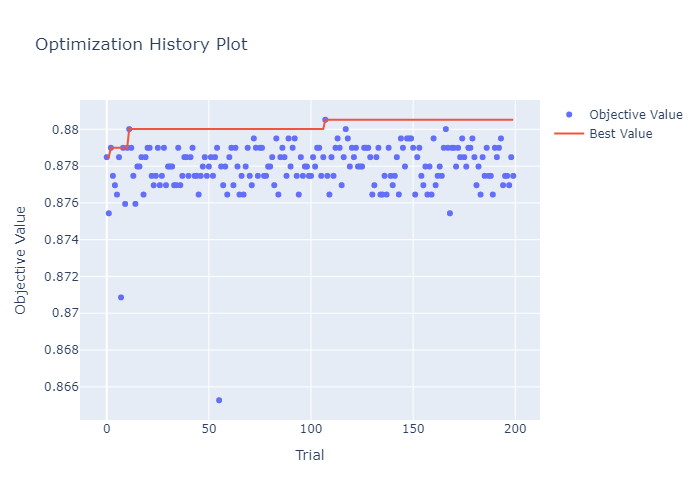 Optimization History Plot
Objective Value
Best Value
0.88
0.878
0.876
0.874
0.872
0.87
0.868
0.866
Objective Value
0 50 100 150 200
Trial